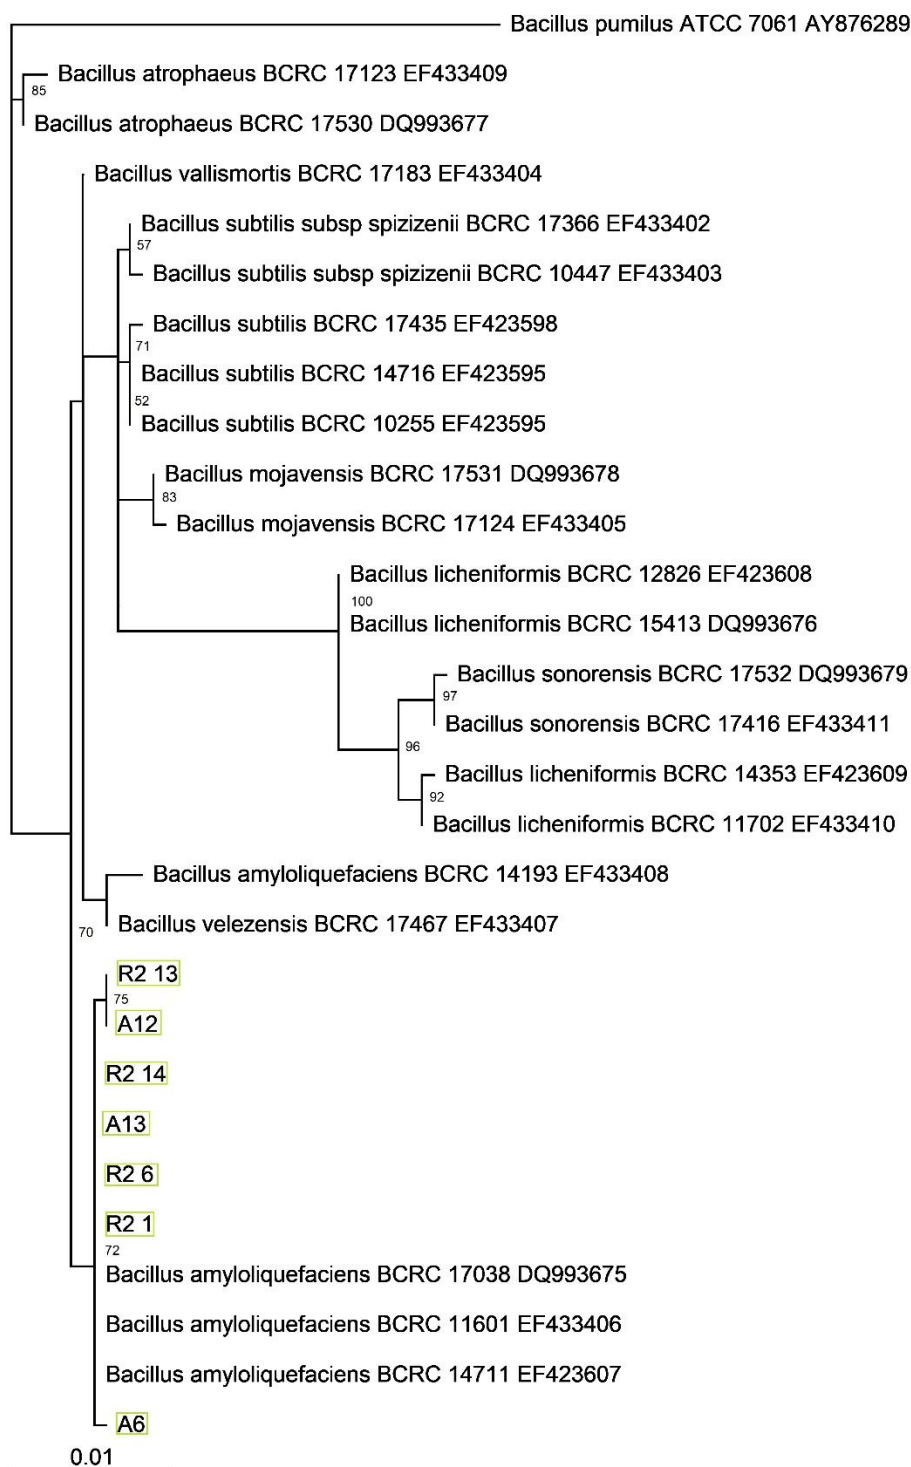 Bacillus pumilus ATCC 7061 AY876289
Bacillus atrophaeus BCRC 17123 EF433409
85
Bacillus atrophaeus BCRC 17530 DQ993677
Bacillus vallismortis BCRC 17183 EF433404
Bacillus subtilis subsp spizizenii BCRC 17366 EF433402
57
Bacillus subtilis subsp spizizenii BCRC 10447 EF433403
Bacillus subtilis BCRC 17435 EF423598
71
Bacillus subtilis BCRC 14716 EF423595
52
Bacillus subtilis BCRC 10255 EF423595
Bacillus mojavensis BCRC 17531 DQ993678
83
Bacillus mojavensis BCRC 17124 EF433405
Bacillus licheniformis BCRC 12826 EF423608
100
Bacillus licheniformis BCRC 15413 DQ993676
Bacillus sonorensis BCRC 17532 DQ993679
97
Bacillus sonorensis BCRC 17416 EF433411
96
Bacillus licheniformis BCRC 14353 EF423609
92
Bacillus licheniformis BCRC 11702 EF433410
Bacillus amyloliquefaciens BCRC 14193 EF433408
Bacillus velezensis BCRC 17467 EF433407
70
R2 13
75
A12
R2 14
A13
R2 6
R2 1
72
Bacillus amyloliquefaciens BCRC 17038 DQ993675
Bacillus amyloliquefaciens BCRC 11601 EF433406
Bacillus amyloliquefaciens BCRC 14711 EF423607
A6
0.01